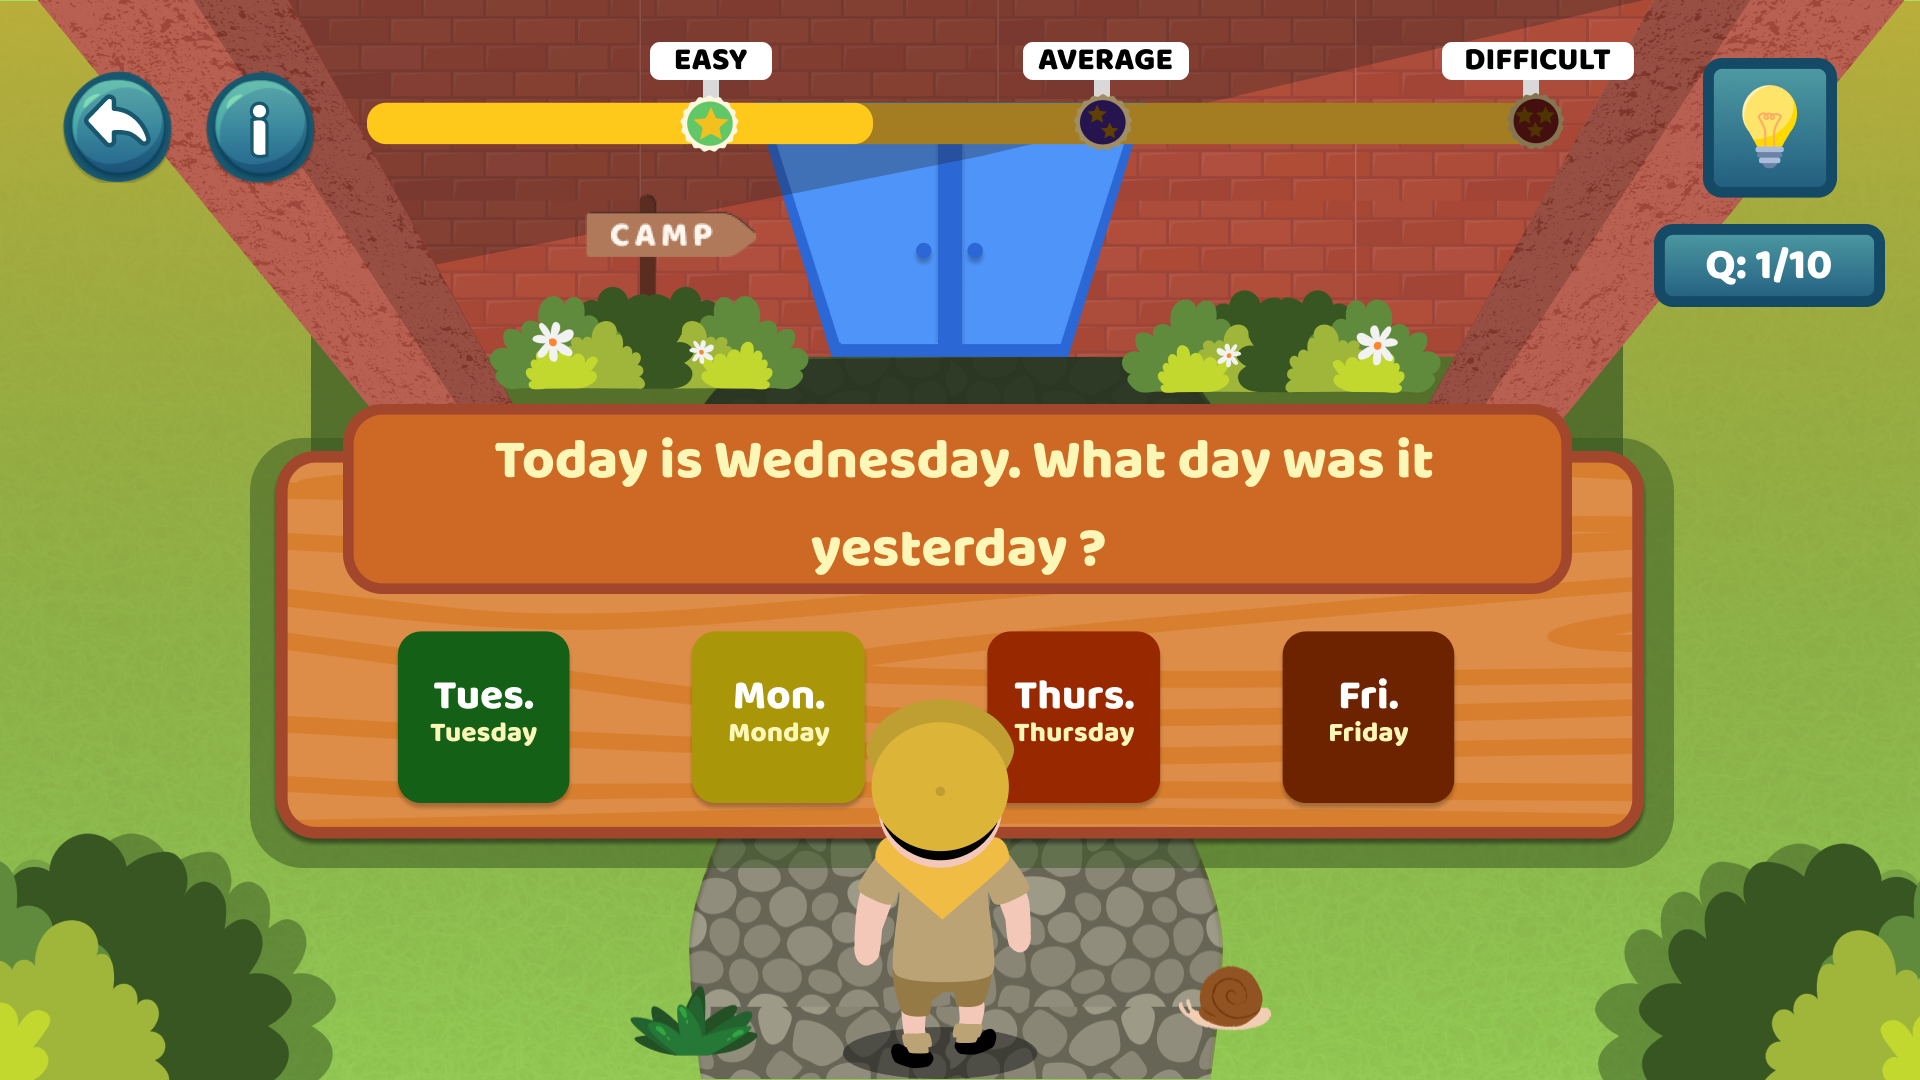 EASY
AVERAGE
DIFFICULT
CAMP
Q: 1/10
Today is Wednesday. What day was it
yesterday ?
Tues.
Tuesday
Mon.
Monday
Thurs.
Thursday
Fri.
Friday